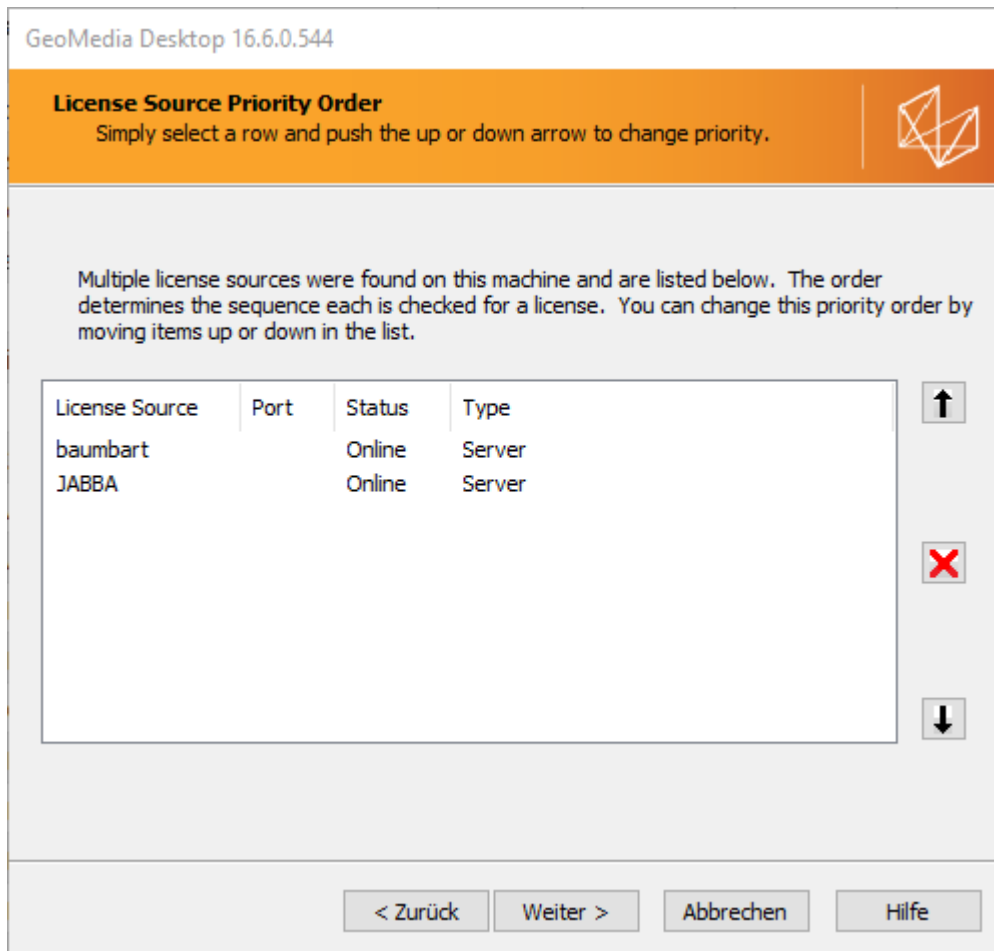 GeoMedia Desktop 16.6.0.544
License Source Priority Order
Simply select a row and push the up or down arrow to change priority.
Multiple license sources were found on this machine and are listed below. The order
determines the sequence each is checked for a license. You can change this priority order by
moving items up or down in the list.
License Source Port Status Type
baumbart Online Server
JABBA Online Server
< Zurück Weiter > Abbrechen Hilfe